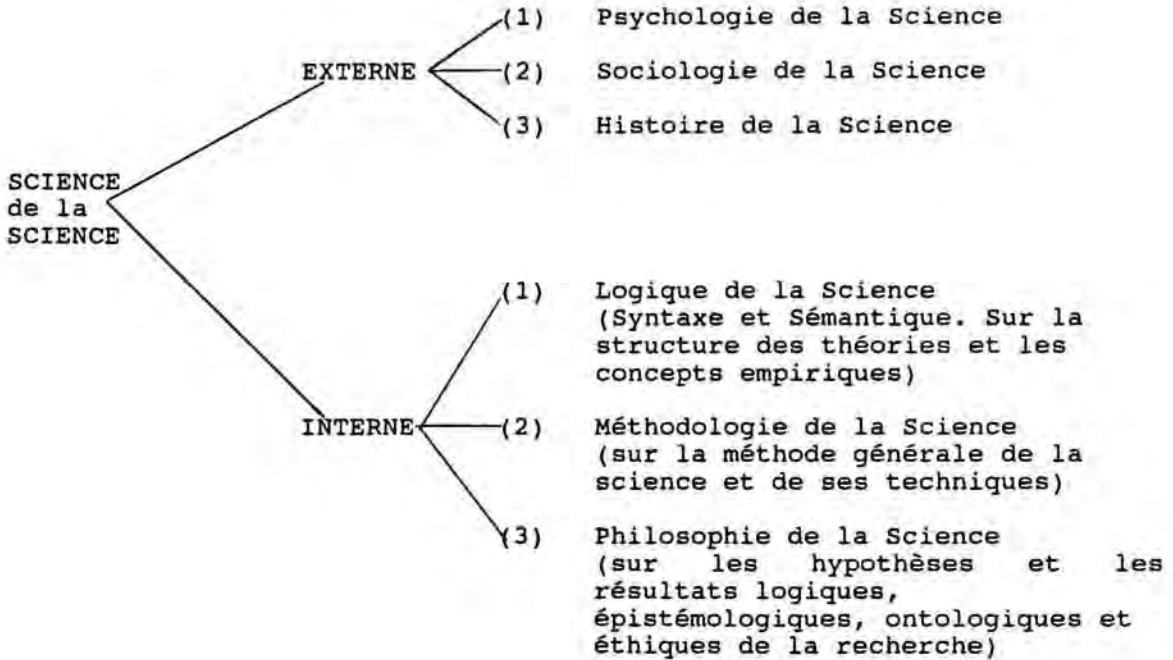 (1) Psychologie de la Science
EXTERNE (2) Sociologie de la Science
(3) Histoire de la Science
SCIENCE
de la
SCIENCE
(1) Logique de la Science
(Syntaxe et Sémantique. Sur la
structure des théories et les
concepts empiriques)
INTERNE (2) Méthodologie de la Science
(sur la méthode générale de la
science et de ses techniques)
(3) Philosophie de la Science
(sur les hypothèses et les
résultats logiques,
épistémologiques, ontologiques et
éthiques de la recherche)